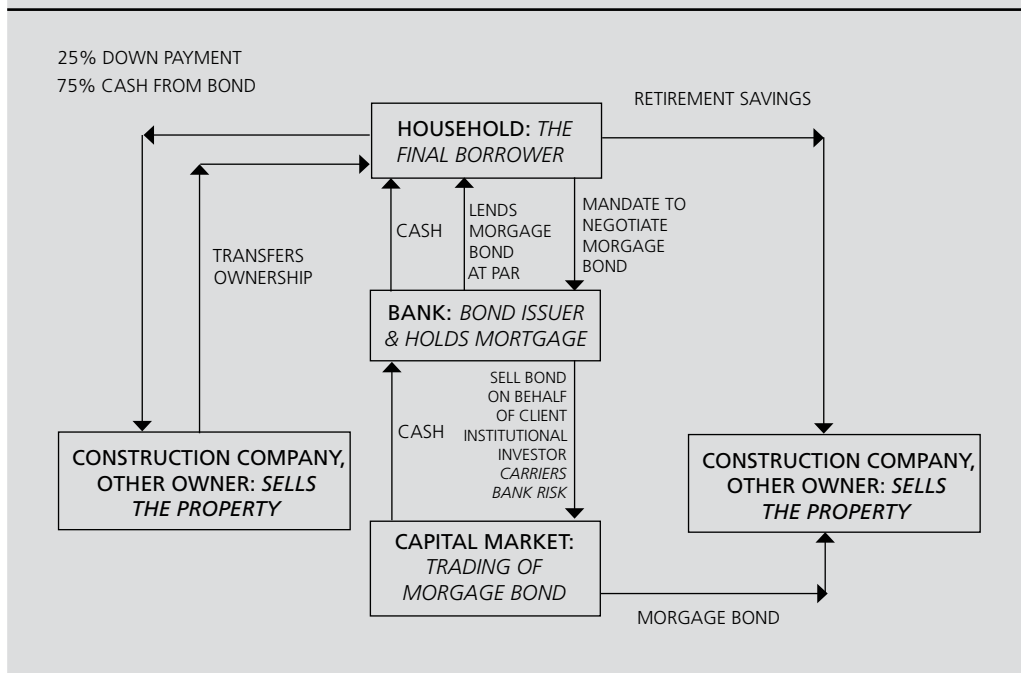 25% DOWN PAYMENT
75% CASH FROM BOND
RETIREMENT SAVINGS
HOUSEHOLD: THE
FINAL BORROWER
CASH
LENDS
MORGAGE
BOND
AT PAR
MANDATE TO
NEGOTIATE
MORGAGE
BOND
TRANSFERS
OWNERSHIP
BANK: BOND ISSUER
& HOLDS MORTGAGE
CASH
SELL BOND
ON BEHALF
OF CLIENT
INSTITUTIONAL
INVESTOR
CARRIERS
BANK RISK
CONSTRUCTION COMPANY,
OTHER OWNER: SELLS
THE PROPERTY
CONSTRUCTION COMPANY,
OTHER OWNER: SELLS
THE PROPERTY
CAPITAL MARKET:
TRADING OF
MORGAGE BOND
MORGAGE BOND